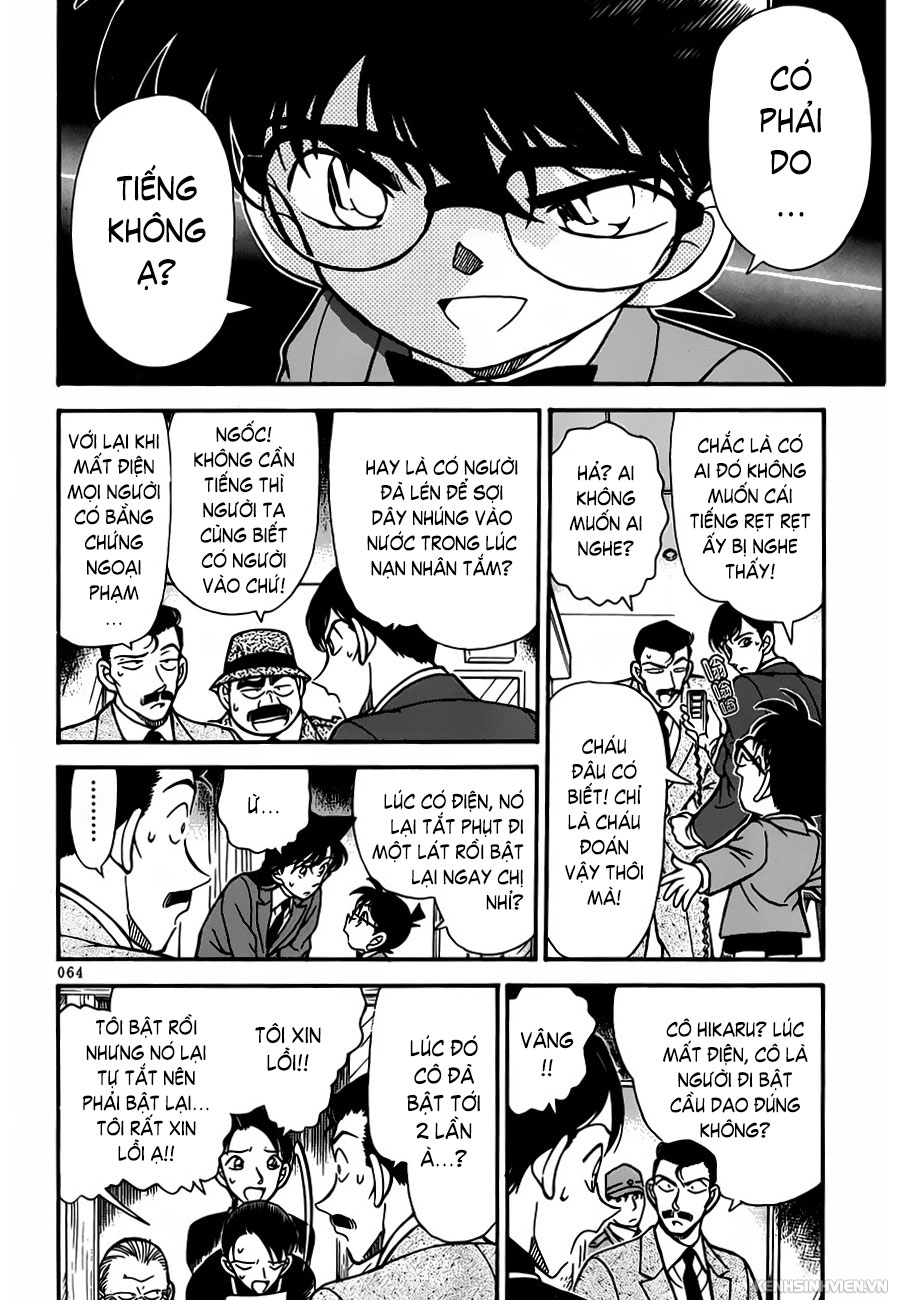 CÓ
PHẢI
DO
...
TIẾNG
KHÔNG
Ạ?
CHẮC LÀ CÓ
AI ĐÓ KHÔNG
MUỐN CÁI
TIẾNG RẸT RẸT
ẤY BỊ NGHE
THẤY!
HẢ? AI
KHÔNG
MUỐN AI
NGHE?
CHÁU
ĐÂU CÓ
BIẾT! CHỈ
LÀ CHÁU
ĐOÁN
VẬY THÔI
MÀ!
HAY LÀ CÓ NGƯỜI
ĐÃ LÉN ĐỂ SỢI
DÂY NHÚNG VÀO
NƯỚC TRONG LÚC
NẠN NHÂN TẮM?
NGỐC!
KHÔNG CẦN
TIẾNG THÌ
NGƯỜI TA
CŨNG BIẾT
CÓ NGƯỜI
VÀO CHỨ!
VỚI LẠI KHI
MẤT ĐIỆN
MỌI NGƯỜI
CÓ BẰNG
CHỨNG
NGOẠI
PHẠM
...
LÚC CÓ ĐIỆN, NÓ
LẠI TẮT PHỤT ĐI
MỘT LÁT RỒI BẬT
LẠI NGAY CHỊ
NHỈ?
Ừ...
........
064
CÔ HIKARU? LÚC
MẤT ĐIỆN, CÔ LÀ
NGƯỜI ĐI BẬT
CẦU DAO ĐÚNG
KHÔNG?
VÂNG
!!
LÚC ĐÓ
CÔ ĐÃ
BẬT TỚI
2 LẦN
À...?
TÔI XIN
LỖI!!
TÔI BẬT RỒI
NHƯNG NÓ LẠI
TỰ TẮT NÊN
PHẢI BẬT LẠI...
TÔI RẤT XIN
LỖI Ạ!!
KENHSINHVIEN.VN